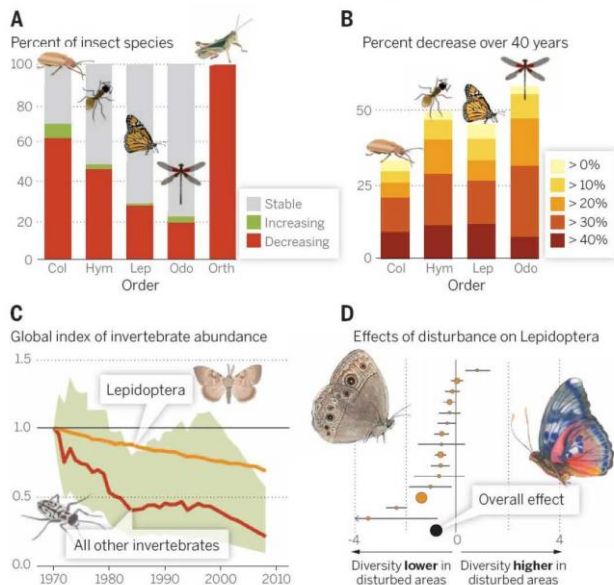 A
Percent of insect species
100
80
60
40
20
0
Stable
Increasing
Decreasing
Col Hym Lep Odo Orth
Order
B
Percent decrease over 40 years
50
25
0
> 0%
> 10%
> 20%
> 30%
> 40%
Col Hym Lep Odo
Order
C
Global index of invertebrate abundance
1.5
1.0
0.5
0.0
Lepidoptera
All other invertebrates
1970 1980 1990 2000 2010
D
Effects of disturbance on Lepidoptera
Overall effect
-4 0 4
Diversity lower in
disturbed areas
Diversity higher in
disturbed areas